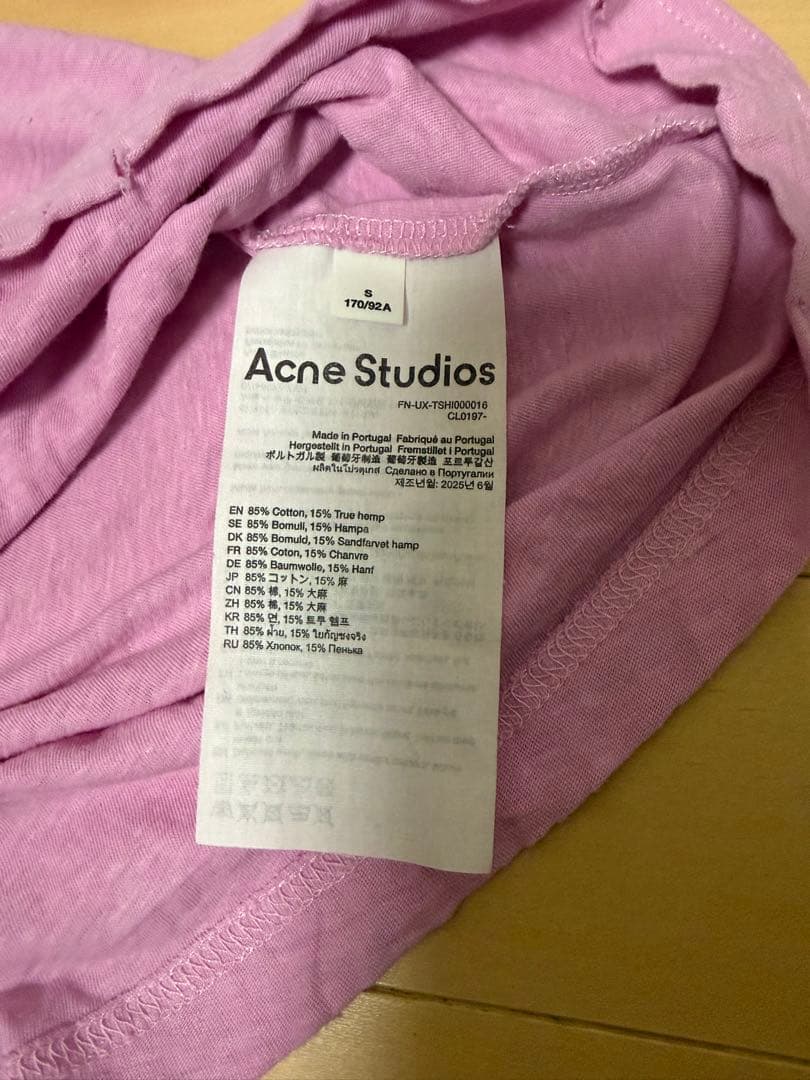 S
170/92A
Acne Studios
FN-UX-TSHI000016
CL0197-
Made in Portugal Fabriqué au Portugal
Hergestellt in Portugal Fremstillet i Portugal
ポルトガル製 葡萄牙制造 葡萄牙製造 포르투갈산
ผลิตในโปรตุเกส Сделано в Португалии
제조년월: 2025년 6월
EN 85% Cotton, 15% True hemp
SE 85% Bomull, 15% Hampa
DK 85% Bomuld, 15% Sandfarvet hamp
FR 85% Coton, 15% Chanvre
DE 85% Baumwolle, 15% Hanf
JP 85% コットン, 15% 麻
CN 85% 棉, 15% 大麻
ZH 85% 棉, 15% 大麻
KR 85% 면, 15% 트루 헴프
TH 85% ฝ้าย, 15% ใยกัญชงจริง
RU 85% Хлопок, 15% Пенька